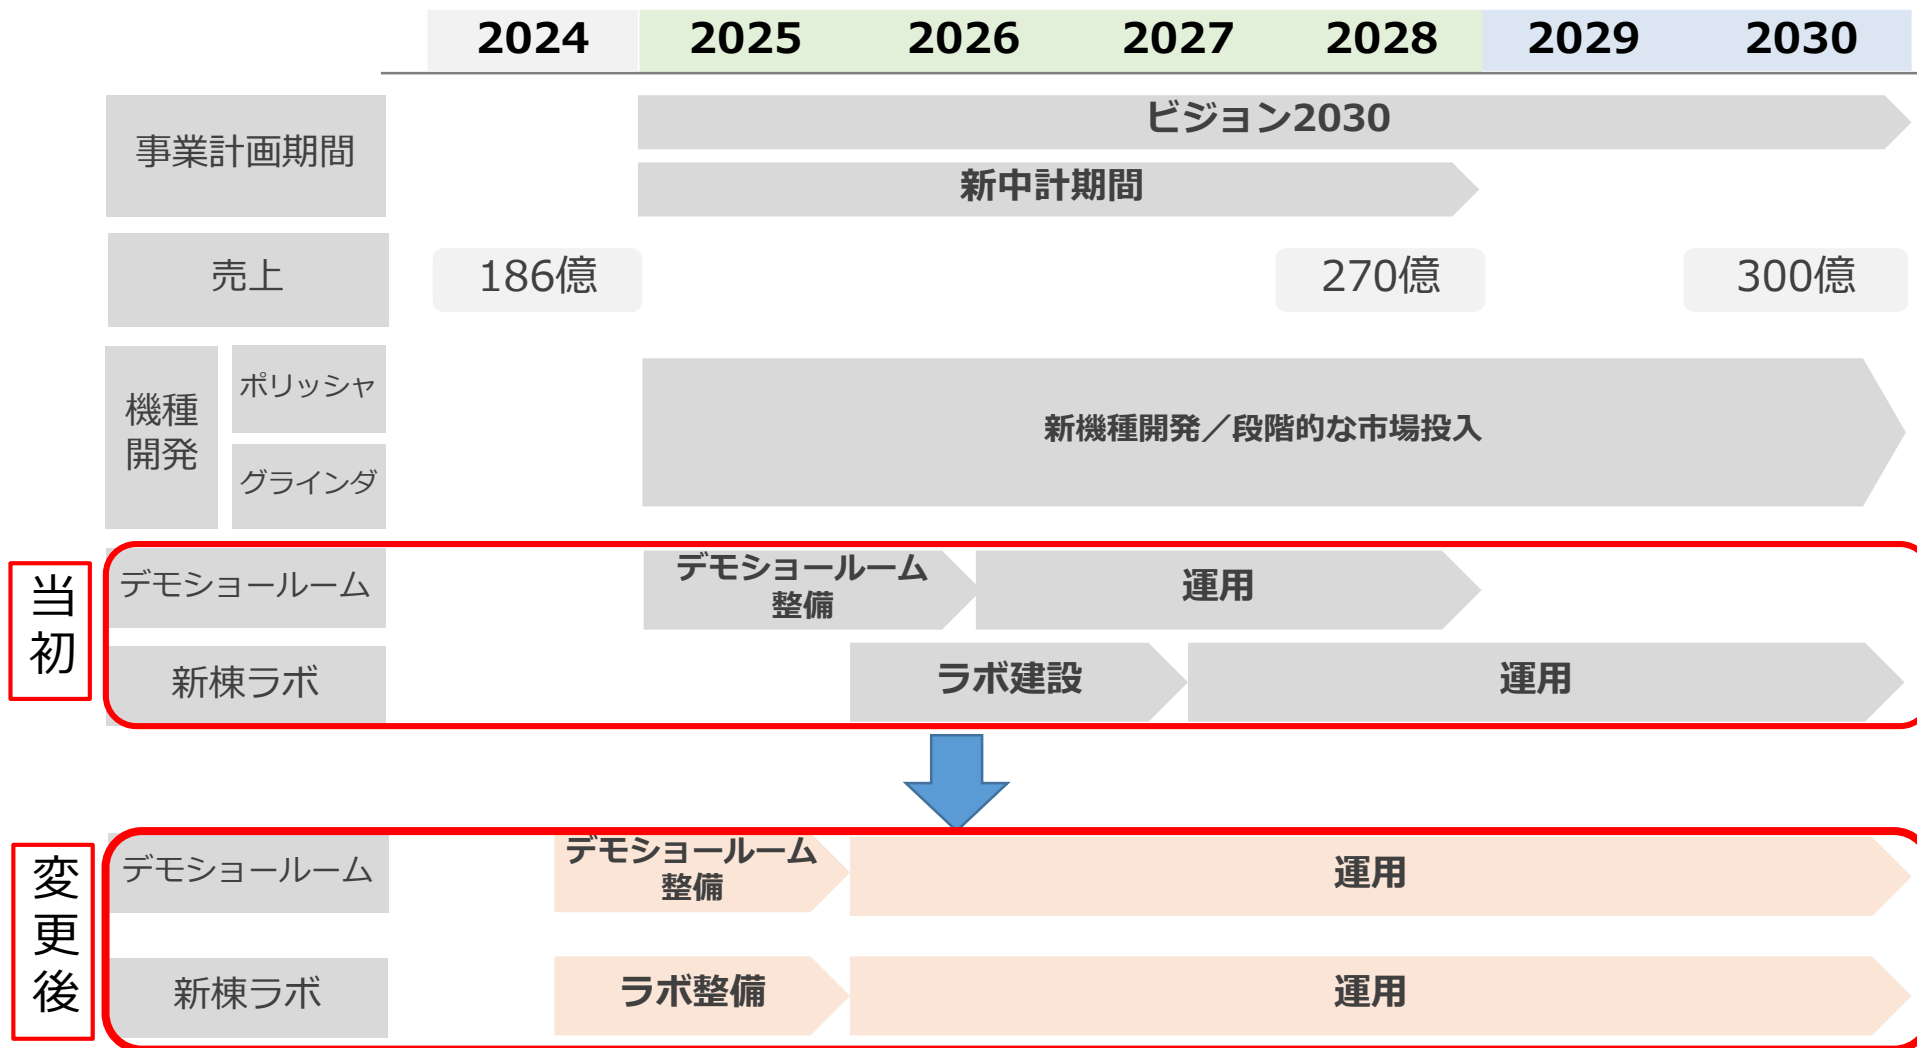 2024 2025 2026 2027 2028 2029 2030
事業計画期間
ビジョン2030
新中計期間
売上
186億 270億 300億
機種
開発
ポリッシャ
グラインダ
新機種開発／段階的な市場投入
当初
デモショールーム
デモショールーム
整備
運用
新棟ラボ
ラボ建設
運用
変更後
デモショールーム
デモショールーム
整備
運用
新棟ラボ
ラボ整備
運用